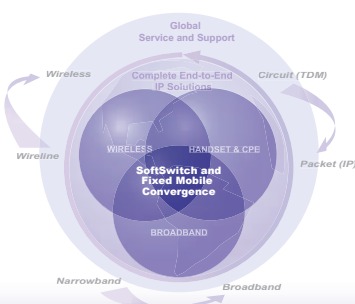 Global
Service and Support
Wireless
Complete End-to-End
IP Solutions
Circuit (TDM)
WIRELESS
HANDSET & CPE
Wireline
Packet (IP)
SoftSwitch and
Fixed Mobile
Convergence
BROADBAND
Narrowband
Broadband